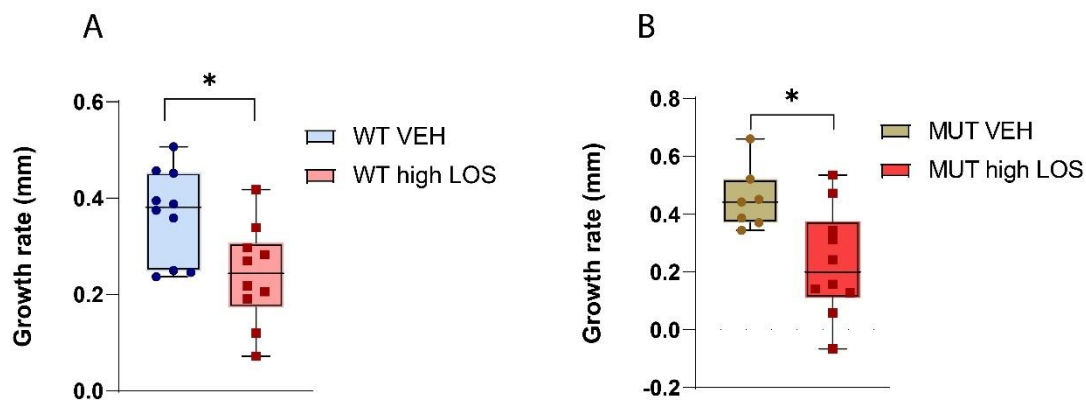 A
*
0.6
0.4
0.2
0.0
Growth rate (mm)
WT VEH
WT high LOS
B
*
0.8
0.6
0.4
0.2
0.0
-0.2
Growth rate (mm)
MUT VEH
MUT high LOS